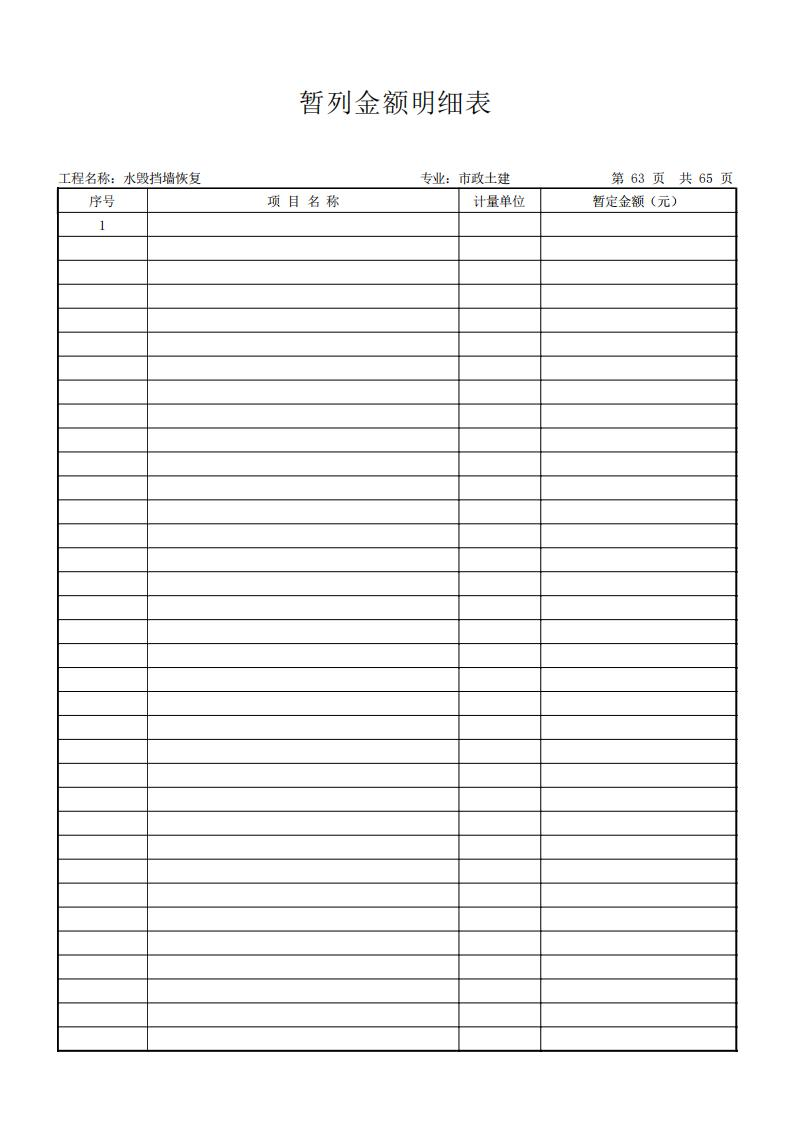 暂列金额明细表
工程名称：水毁挡墙恢复 专业：市政土建 第 63 页 共 65 页
序号 项 目 名 称 计量单位 暂定金额（元）
1